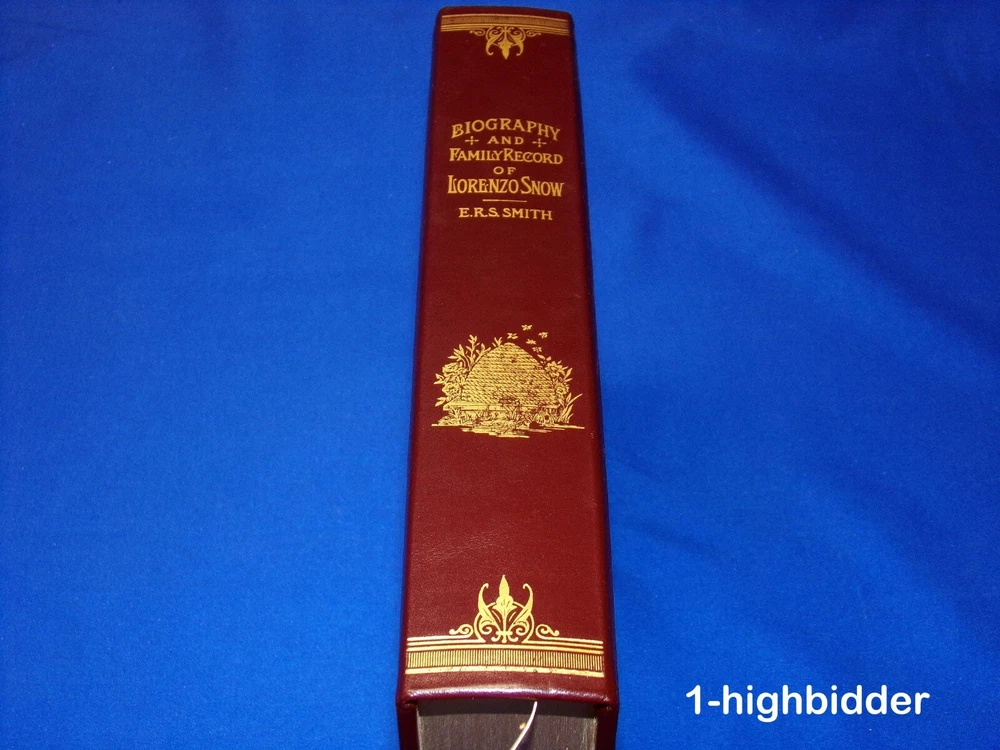 BIOGRAPHY
AND
FAMILY RECORD
OF
LORENZO SNOW
E.R.S. SMITH
1-highbidder